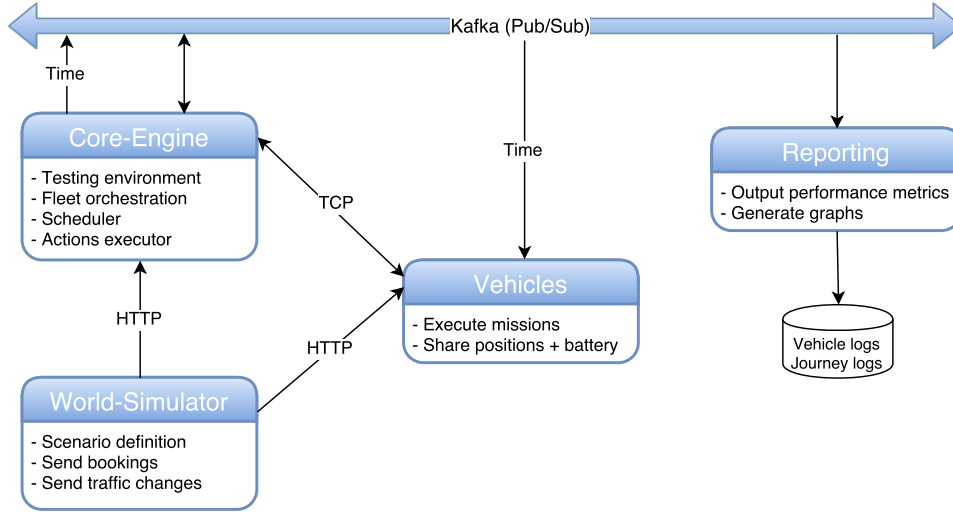 Kafka (Pub/Sub)
Time
Core-Engine
- Testing environment
- Fleet orchestration
- Scheduler
- Actions executor
TCP
Time
Reporting
- Output performance metrics
- Generate graphs
Vehicles
- Execute missions
- Share positions + battery
HTTP
HTTP
Vehicle logs
Journey logs
World-Simulator
- Scenario definition
- Send bookings
- Send traffic changes